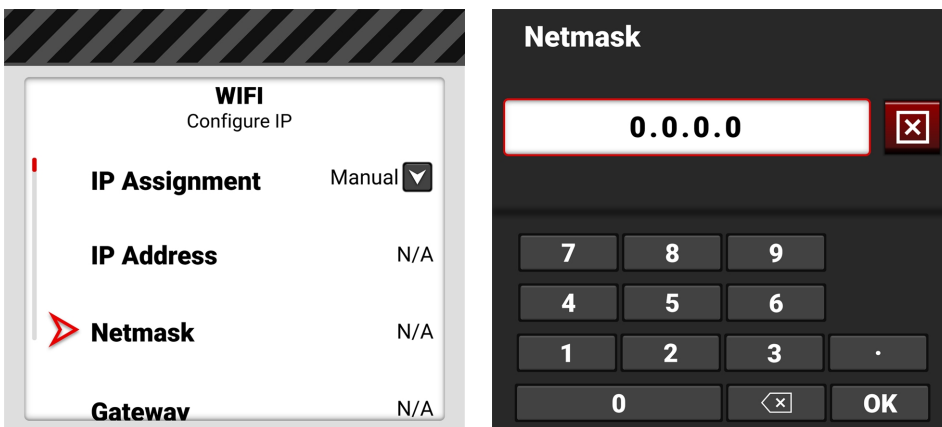 WIFI
Configure IP
IP Assignment Manual
IP Address N/A
Netmask N/A
Gateway N/A
Netmask
0.0.0.0
7 8 9
4 5 6
1 2 3 .
0 OK